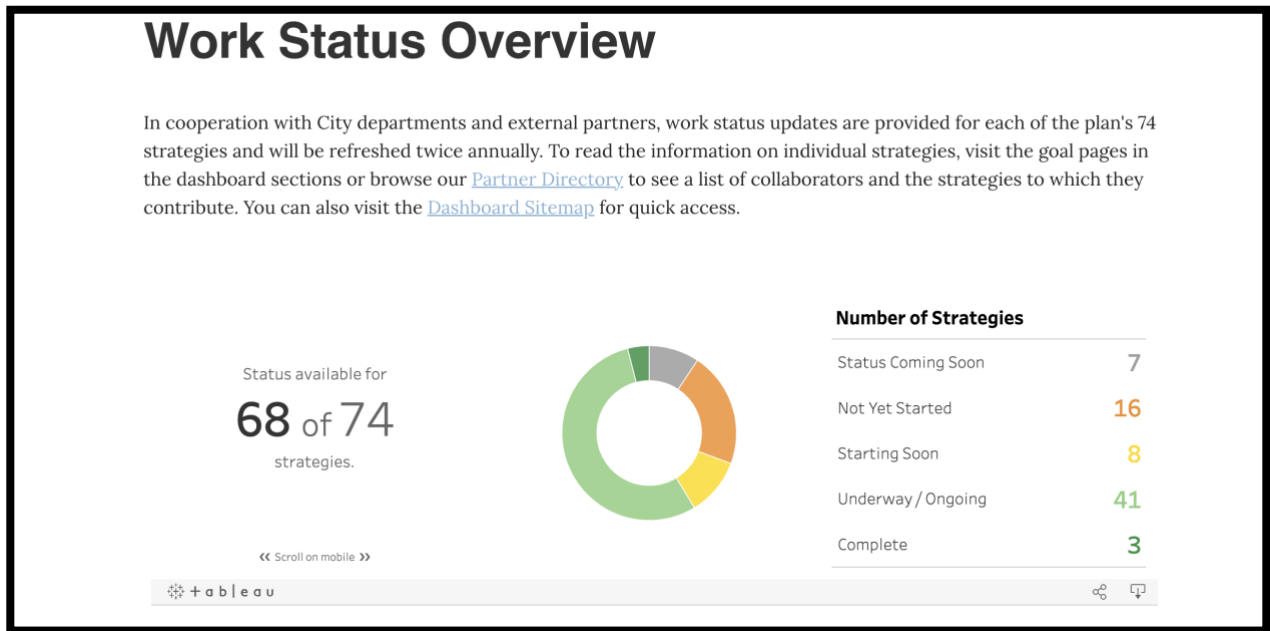 Work Status Overview
In cooperation with City departments and external partners, work status updates are provided for each of the plan's 74
strategies and will be refreshed twice annually. To read the information on individual strategies, visit the goal pages in
the dashboard sections or browse our Partner Directory to see a list of collaborators and the strategies to which they
contribute. You can also visit the Dashboard Sitemap for quick access.
Status available for
68 of 74
strategies.
« Scroll on mobile »
Number of Strategies
Status Coming Soon 7
Not Yet Started 16
Starting Soon 8
Underway / Ongoing 41
Complete 3
+ableau